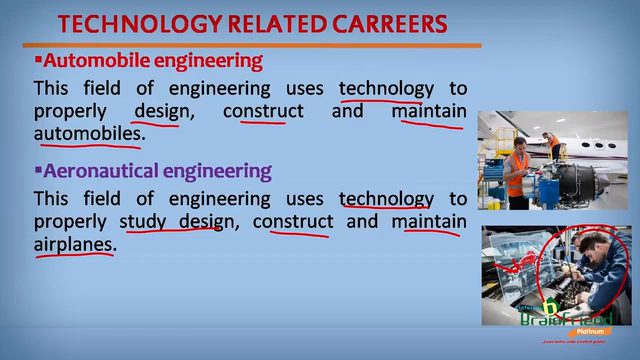 TECHNOLOGY RELATED CARREERS
▪Automobile engineering
This field of engineering uses technology to
properly design, construct and maintain
automobiles.
▪Aeronautical engineering
This field of engineering uses technology to
properly study design, construct and maintain
airplanes.
BrainFriend
Platinum